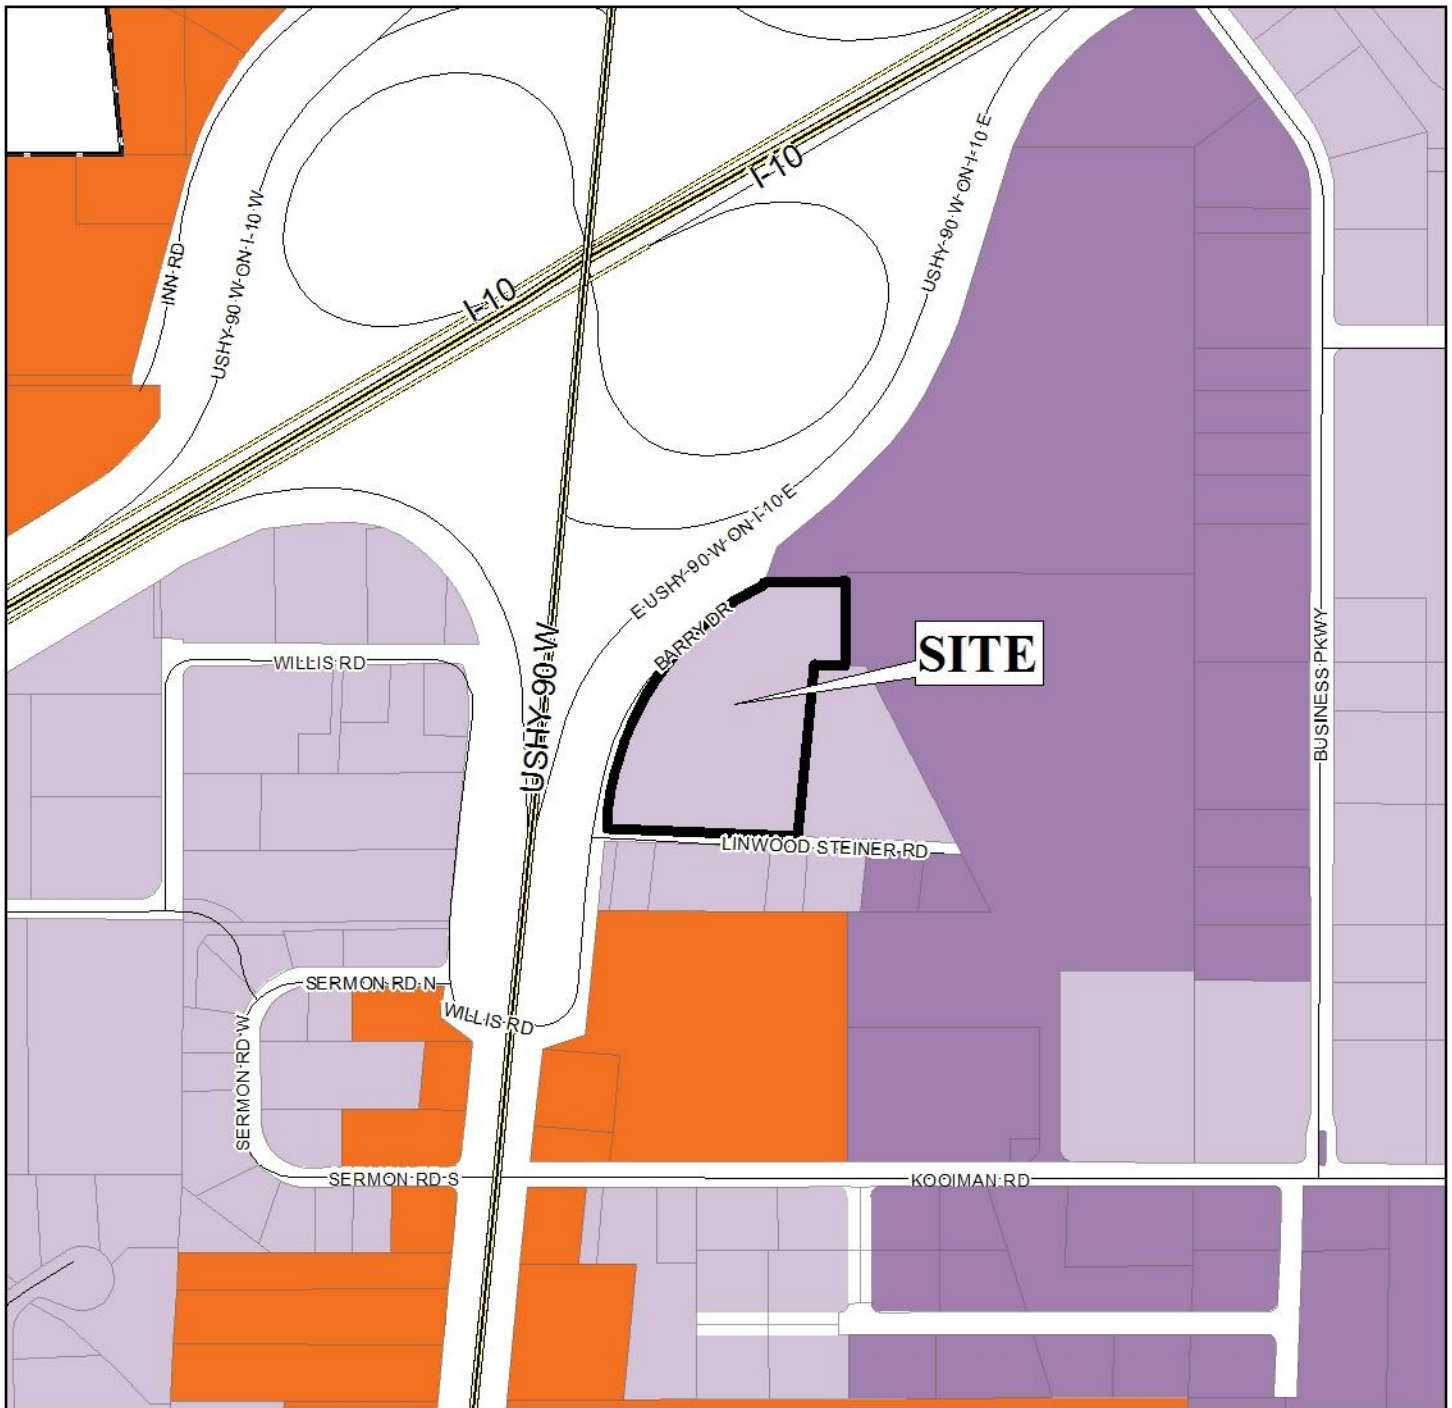 I-10
USHY-90-W-ON-I-10-E
USHY-90-W-ON-I-10-W
INN-RD
I-10
E-USHY-90-W-ON-I-10-E
BARRY-DR
SITE
WILLIS-RD
USHY-90-W
BUSINESS-PKWY
LINWOOD-STEINER-RD
SERMON-RD-N
WILLIS-RD
SERMON-RD-W
SERMON-RD-S
KOOIMAN-RD